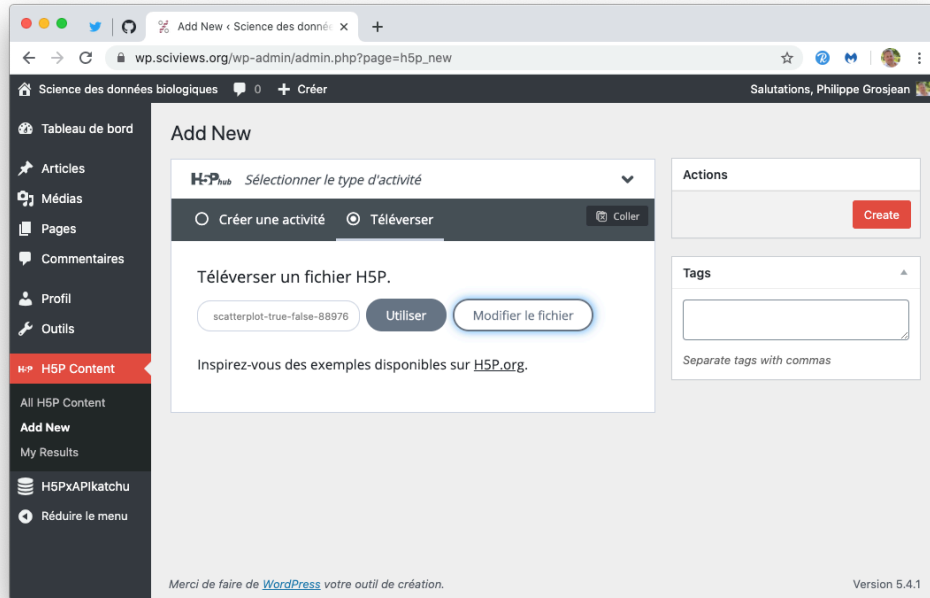 Add New < Science des donnée
wp.sciviews.org/wp-admin/admin.php?page=h5p_new
Science des données biologiques 0 + Créer Salutations, Philippe Grosjean
Tableau de bord
Articles
Médias
Pages
Commentaires
Profil
Outils
H5P H5P Content
All H5P Content
Add New
My Results
H5PxAPIkatchu
Réduire le menu
Add New
H5P hub Sélectionner le type d'activité
Créer une activité Téléverser Coller
Téléverser un fichier H5P.
scatterplot-true-false-88976 Utiliser Modifier le fichier
Inspirez-vous des exemples disponibles sur H5P.org.
Actions
Create
Tags
Separate tags with commas
Merci de faire de WordPress votre outil de création. Version 5.4.1